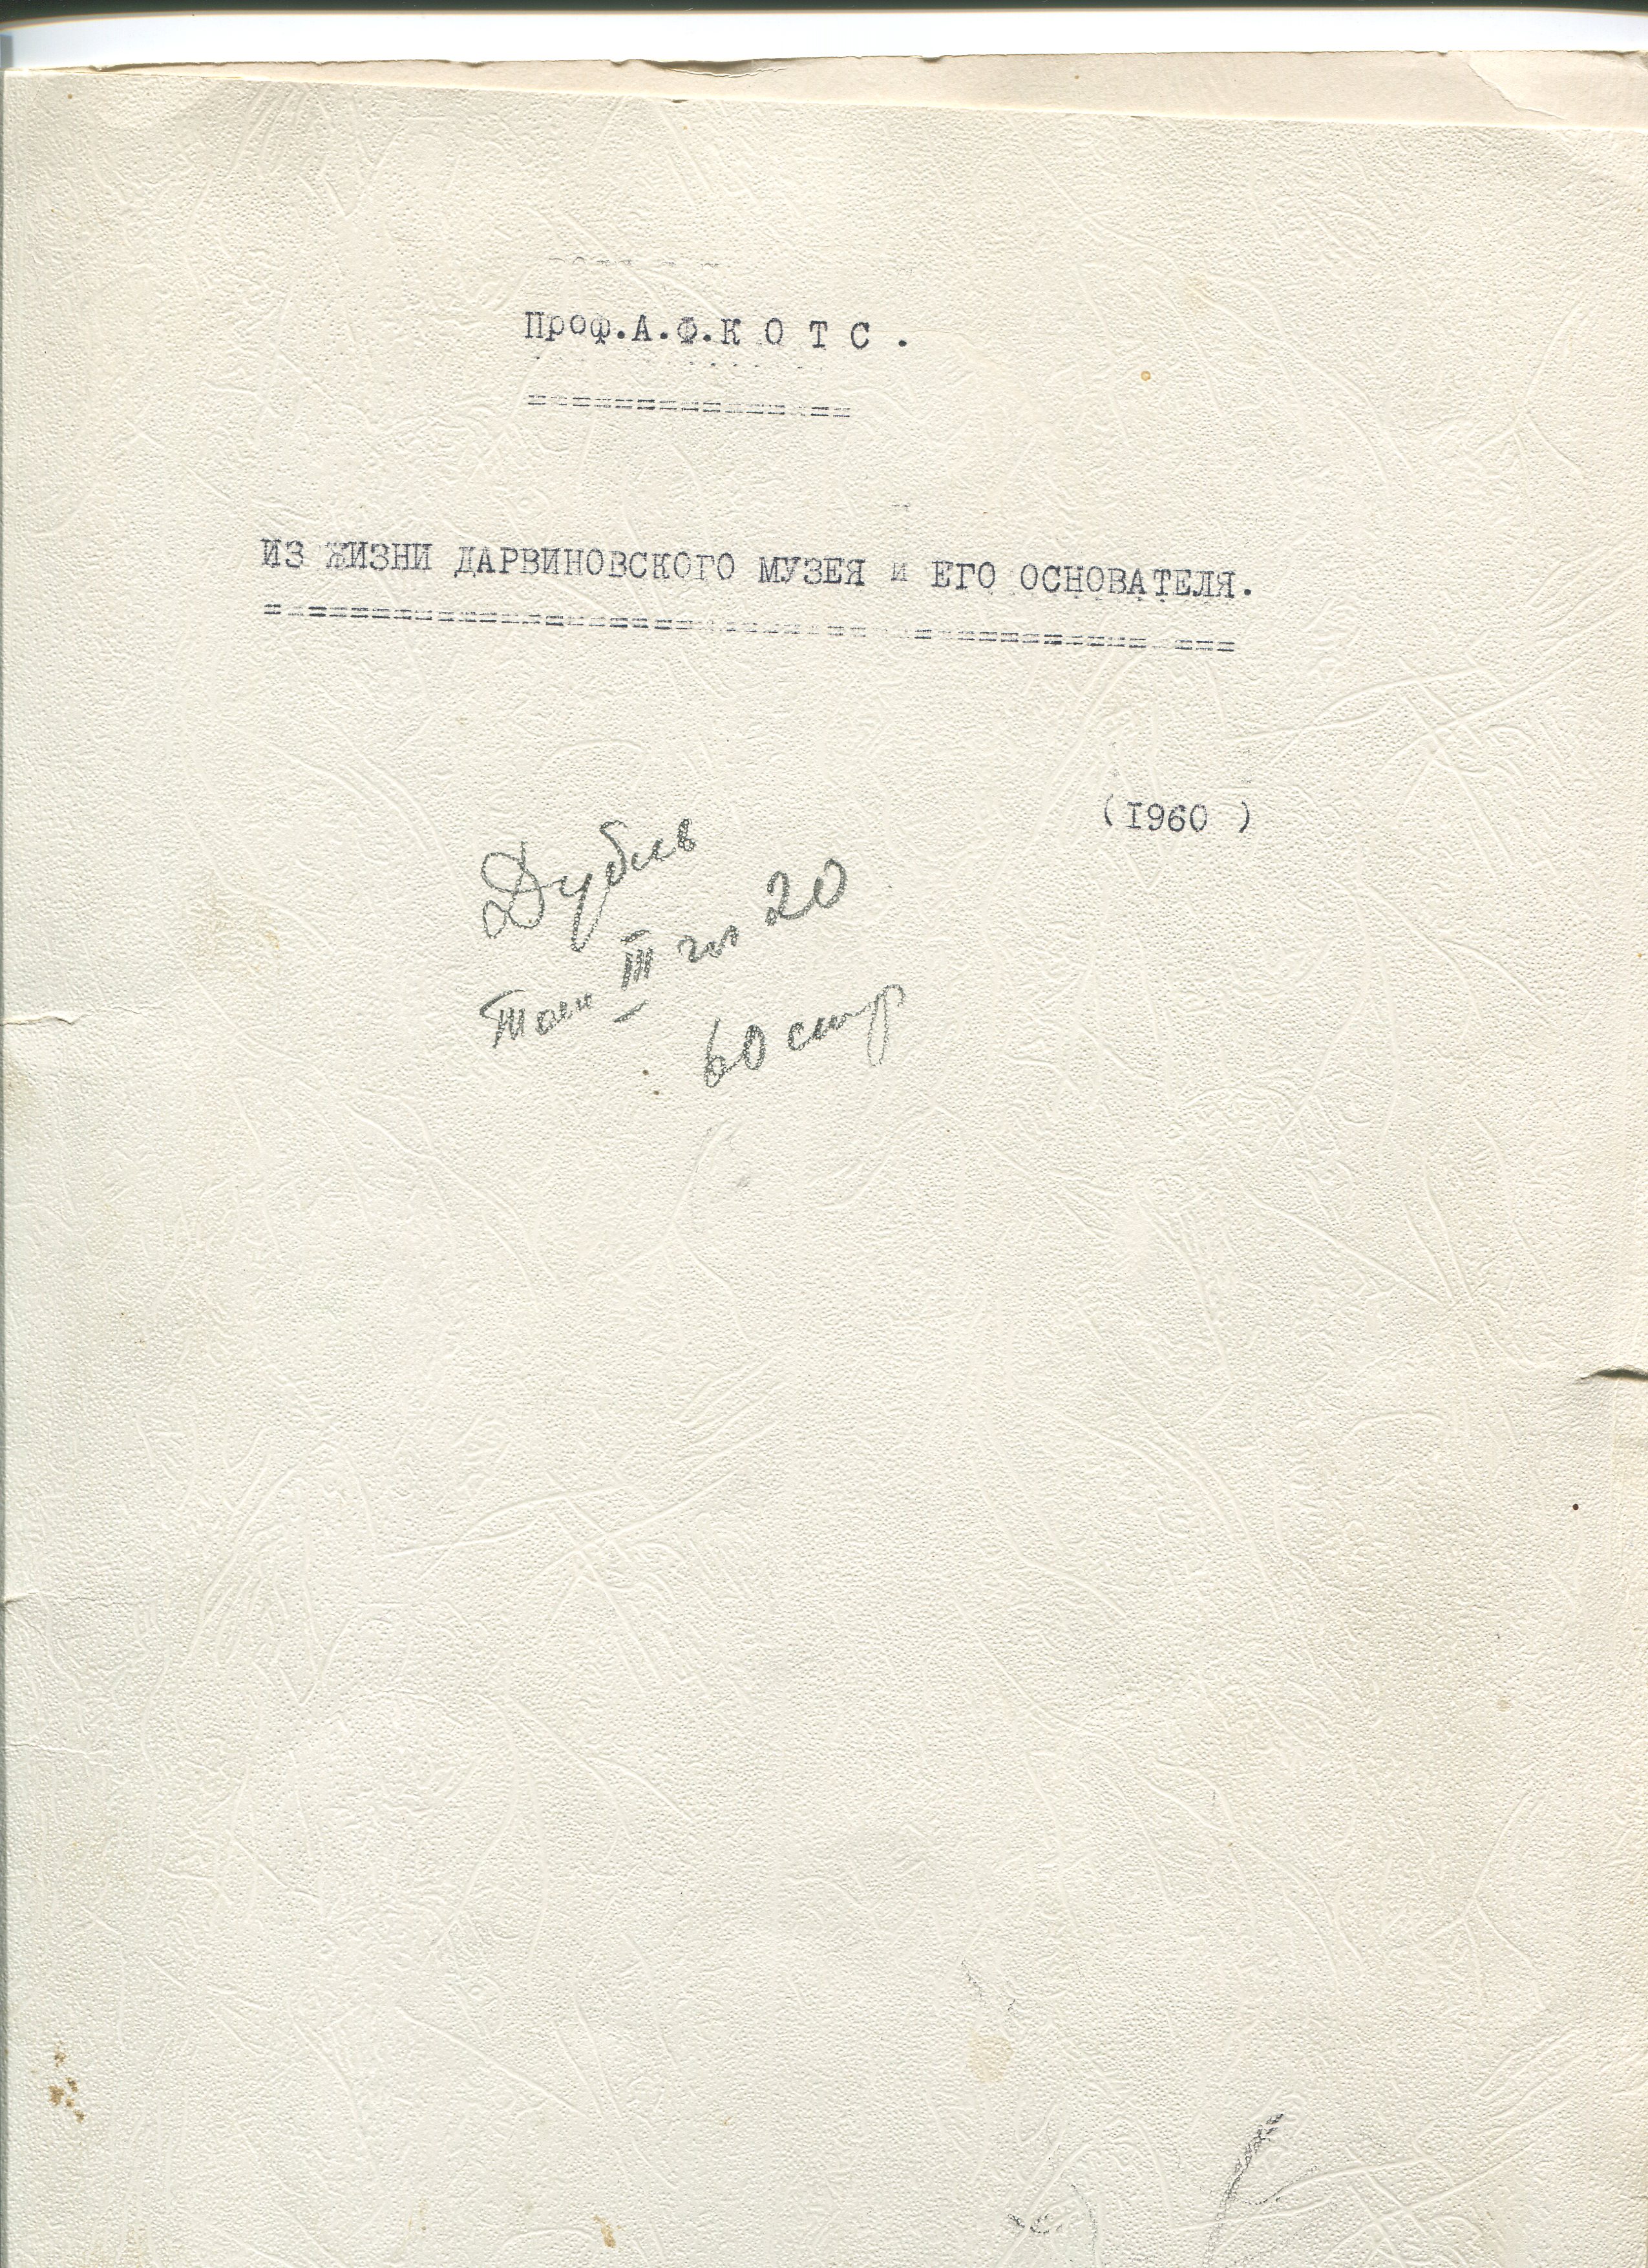 Проф.А.Ф.К О Т С .
================
ИЗ ЖИЗНИ ДАРВИНОВСКОГО МУЗЕЯ и ЕГО ОСНОВАТЕЛЯ.
==============================================
(1960 )
Дубль
Том III гл 20
60 стр